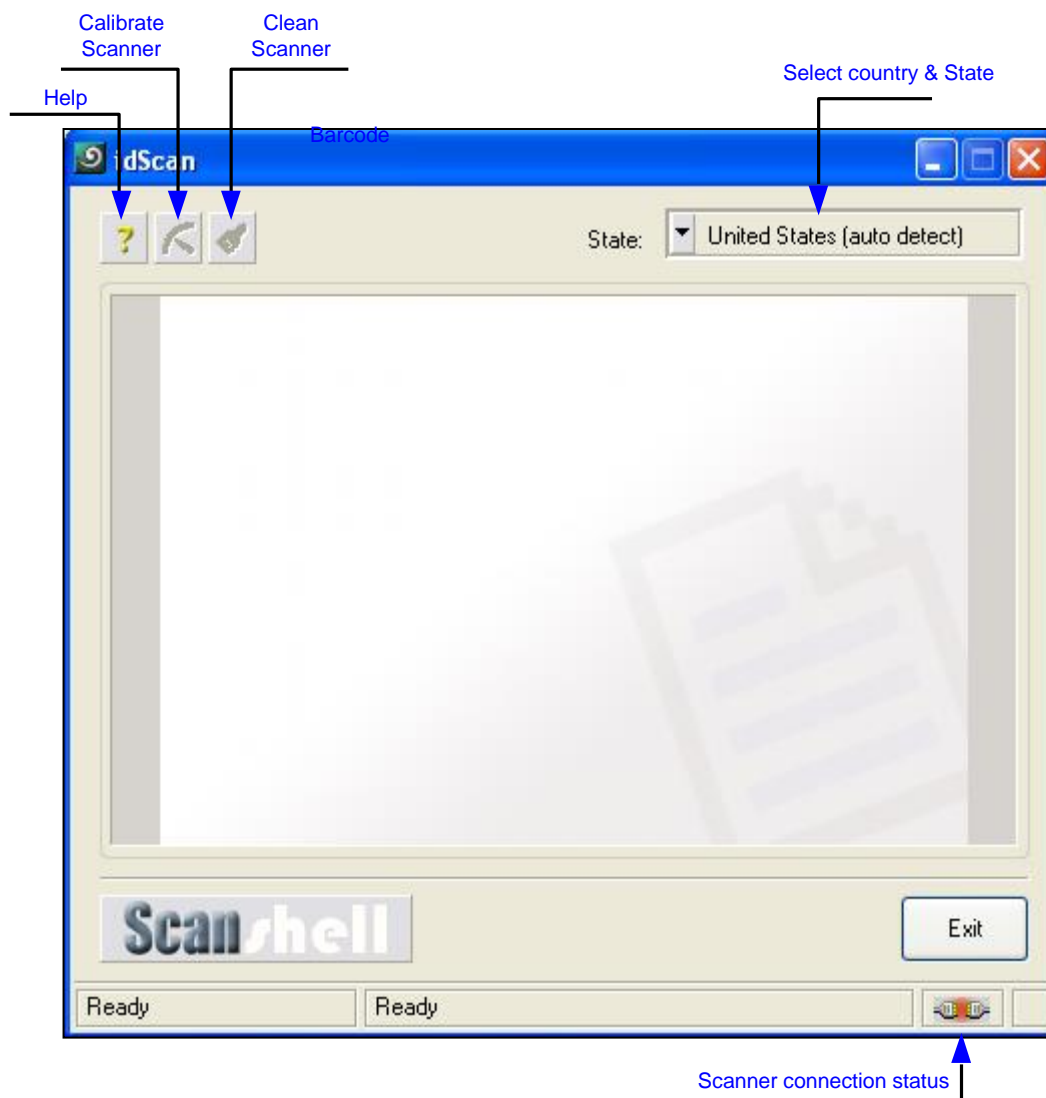 Calibrate
Scanner
Clean
Scanner
Select country & State
Help
Barcode
idScan
?
State:
United States (auto detect)
Scanshell
Exit
Ready
Ready
Scanner connection status